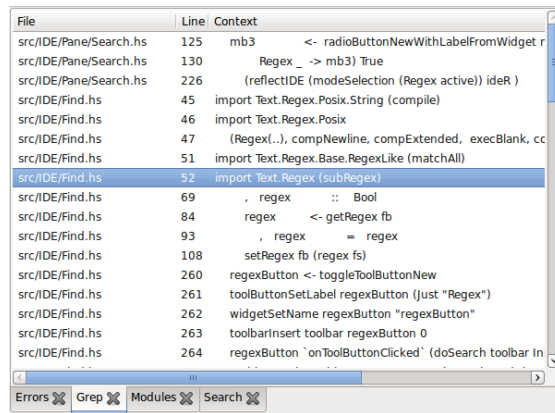 File Line Context
src/IDE/Pane/Search.hs 125 mb3 <- radioButtonNewWithLabelFromWidget
src/IDE/Pane/Search.hs 130 Regex _ -> mb3) True
src/IDE/Pane/Search.hs 226 (reflectIDE (modeSelection (Regex active)) ideR )
src/IDE/Find.hs 45 import Text.Regex.Posix.String (compile)
src/IDE/Find.hs 46 import Text.Regex.Posix
src/IDE/Find.hs 47 (Regex(..), compNewline, compExtended, execBlank,
src/IDE/Find.hs 51 import Text.Regex.Base.RegexLike (matchAll)
src/IDE/Find.hs 52 import Text.Regex (subRegex)
src/IDE/Find.hs 69 , regex :: Bool
src/IDE/Find.hs 84 regex <- getRegex fb
src/IDE/Find.hs 93 , regex = regex
src/IDE/Find.hs 108 setRegex fb (regex fs)
src/IDE/Find.hs 260 regexButton <- toggleToolButtonNew
src/IDE/Find.hs 261 toolButtonSetLabel regexButton (Just "Regex")
src/IDE/Find.hs 262 widgetSetName regexButton "regexButton"
src/IDE/Find.hs 263 toolbarInsert toolbar regexButton 0
src/IDE/Find.hs 264 regexButton `onToolButtonClicked` (doSearch toolbar In
Errors Grep Modules Search